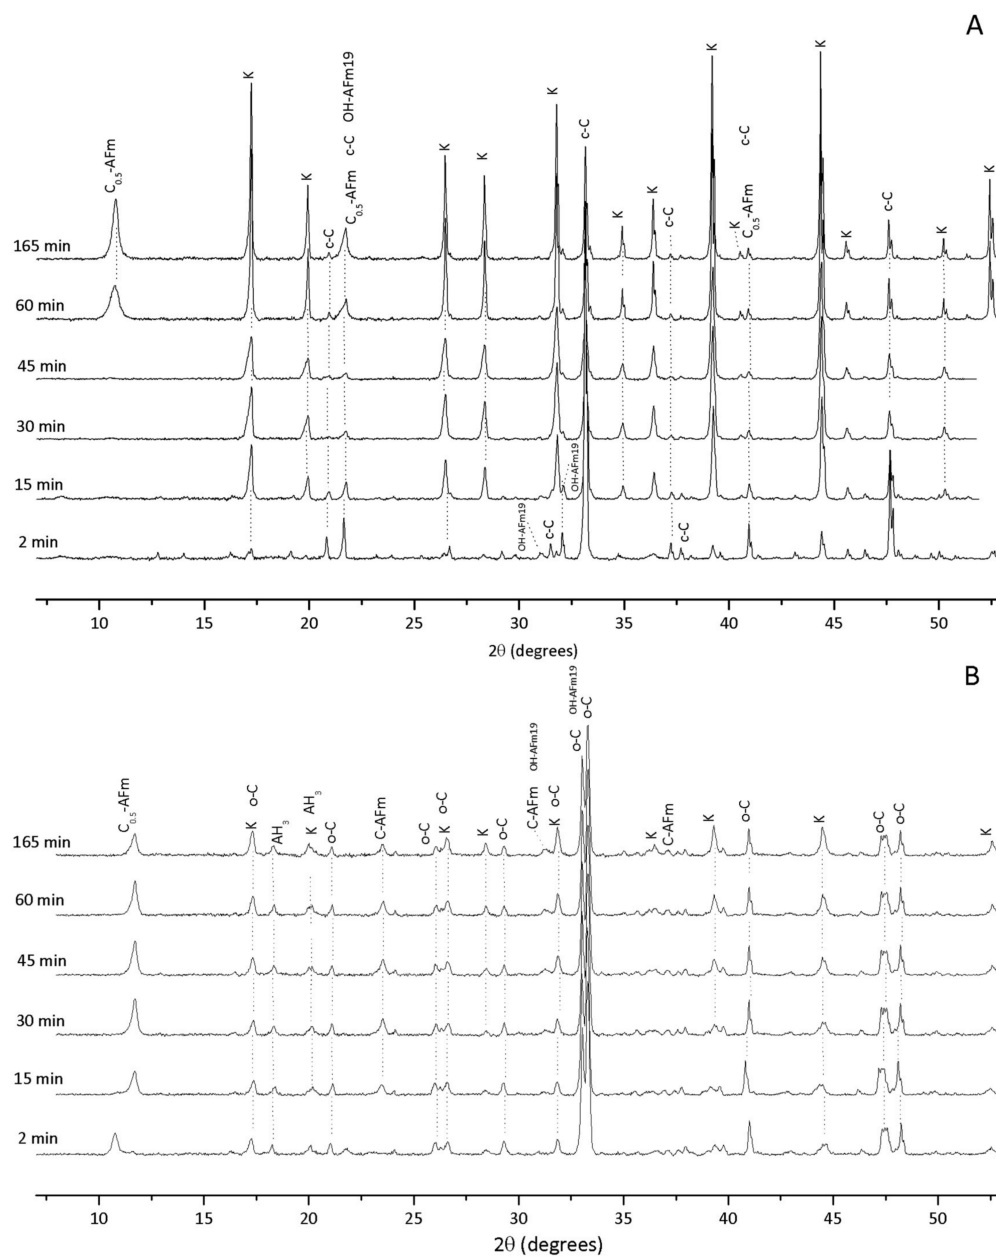 A
C0.5-AFm
K
K
c-C
C0.5-AFm c-C OH-AFm19
K
K
K
c-C
K
K
c-C
K
K
C0.5-AFm c-C
K
K
c-C
K
K
165 min
60 min
45 min
30 min
15 min
OH-AFm19
OH-AFm19
c-C
c-C
2 min
10 15 20 25 30 35 40 45 50
2θ (degrees)
B
C0.5-AFm
K o-C
AH3
K AH3
o-C
C-AFm
o-C
K o-C
K
o-C
C-AFm OH-AFm19
K o-C
o-C OH-AFm19
o-C
K
C-AFm
K
o-C
K
o-C
o-C
K
165 min
60 min
45 min
30 min
15 min
2 min
10 15 20 25 30 35 40 45 50
2θ (degrees)